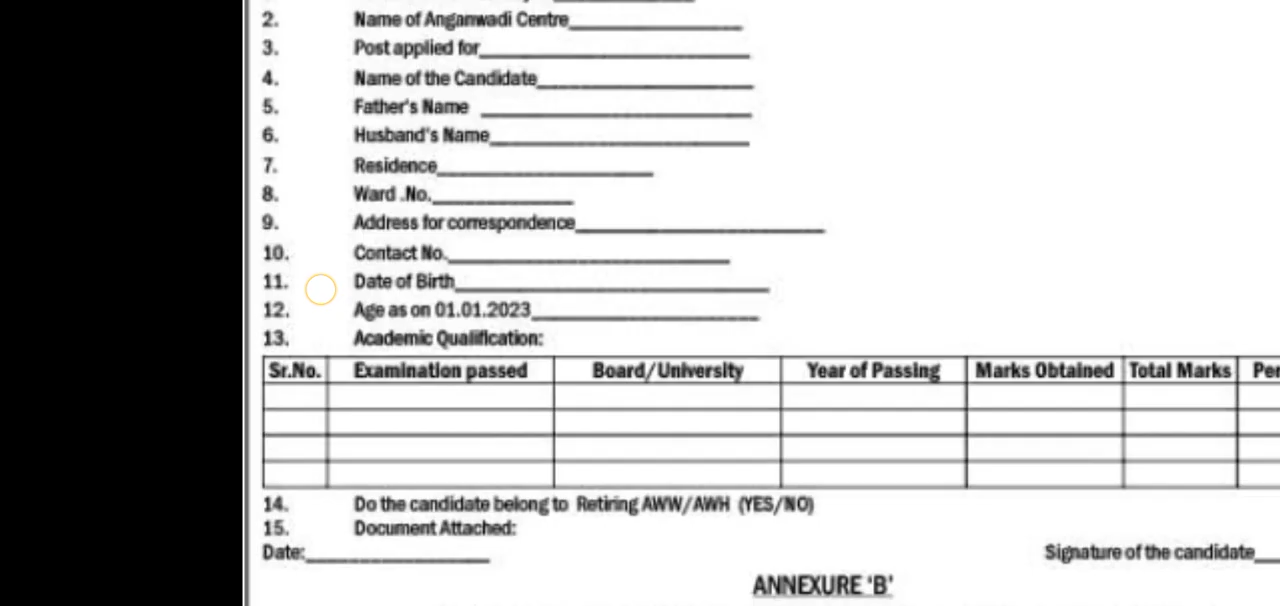 2. Name of Anganwadi Centre
3. Post applied for
4. Name of the Candidate
5. Father's Name
6. Husband's Name
7. Residence
8. Ward .No.
9. Address for correspondence
10. Contact No.
11. Date of Birth
12. Age as on 01.01.2023
13. Academic Qualification:
Sr.No. Examination passed Board/University Year of Passing Marks Obtained Total Marks Per
14. Do the candidate belong to Retiring AWW/AWH (YES/NO)
15. Document Attached:
Date: Signature of the candidate
ANNEXURE 'B'